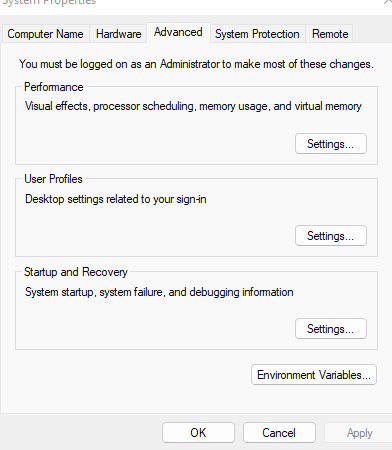 System Properties
Computer Name Hardware Advanced System Protection Remote
You must be logged on as an Administrator to make most of these changes.
Performance
Visual effects, processor scheduling, memory usage, and virtual memory
Settings...
User Profiles
Desktop settings related to your sign-in
Settings...
Startup and Recovery
System startup, system failure, and debugging information
Settings...
Environment Variables...
OK Cancel Apply